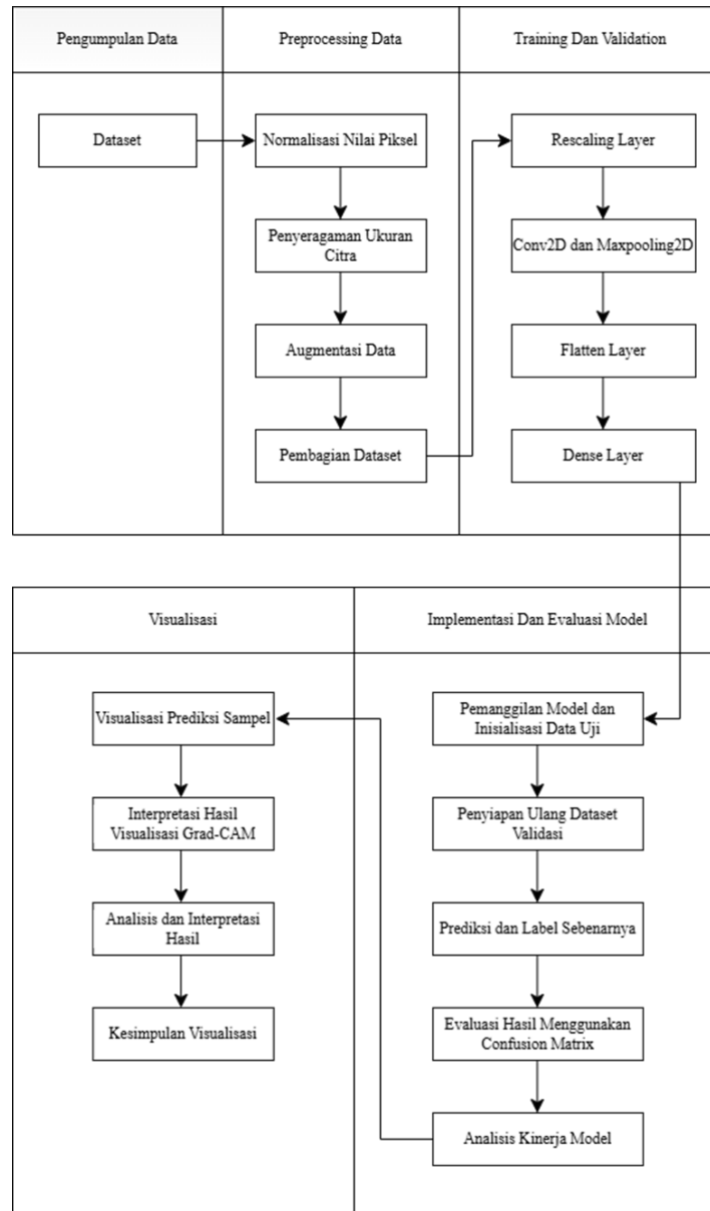 Pengumpulan Data
Preprocessing Data
Training Dan Validation
Dataset
Normalisasi Nilai Piksel
Penyeragaman Ukuran
Citra
Augmentasi Data
Pembagian Dataset
Rescaling Layer
Conv2D dan Maxpooling2D
Flatten Layer
Dense Layer
Implementasi Dan Evaluasi Model
Pemanggilan Model dan
Inisialisasi Data Uji
Penyiapan Ulang Dataset
Validasi
Prediksi dan Label Sebenarnya
Evaluasi Hasil Menggunakan
Confusion Matrix
Analisis Kinerja Model
Visualisasi
Visualisasi Prediksi Sampel
Interpretasi Hasil
Visualisasi Grad-CAM
Analisis dan Interpretasi
Hasil
Kesimpulan Visualisasi